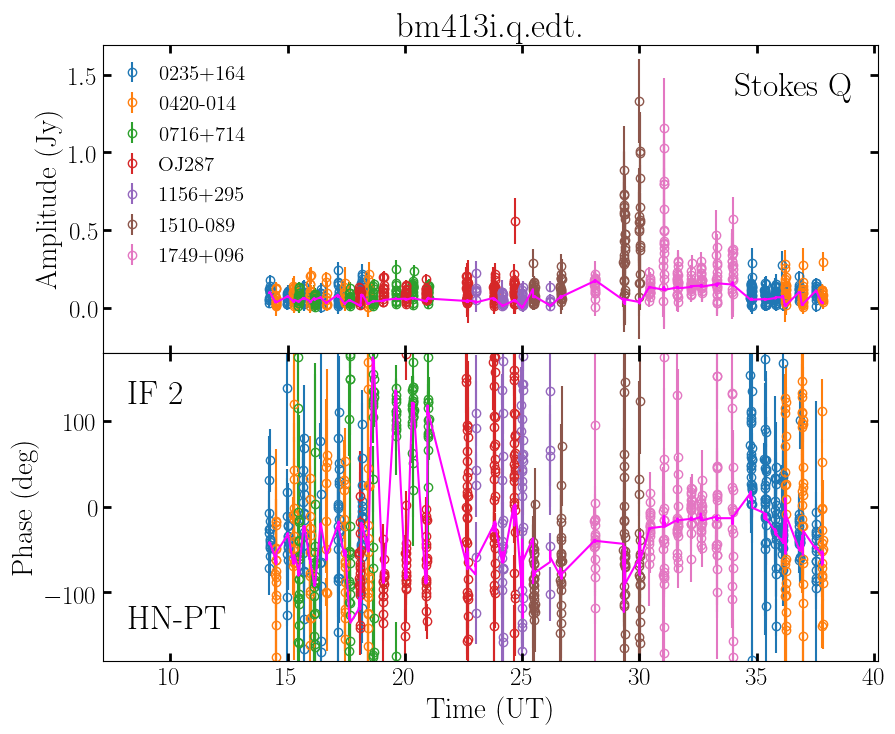 bm413i.q.edt.
Stokes Q
0235+164
0420-014
0716+714
OJ287
1156+295
1510-089
1749+096
Amplitude (Jy)
1.5
1.0
0.5
0.0
IF 2
HN-PT
Phase (deg)
100
0
−100
10 15 20 25 30 35 40
Time (UT)